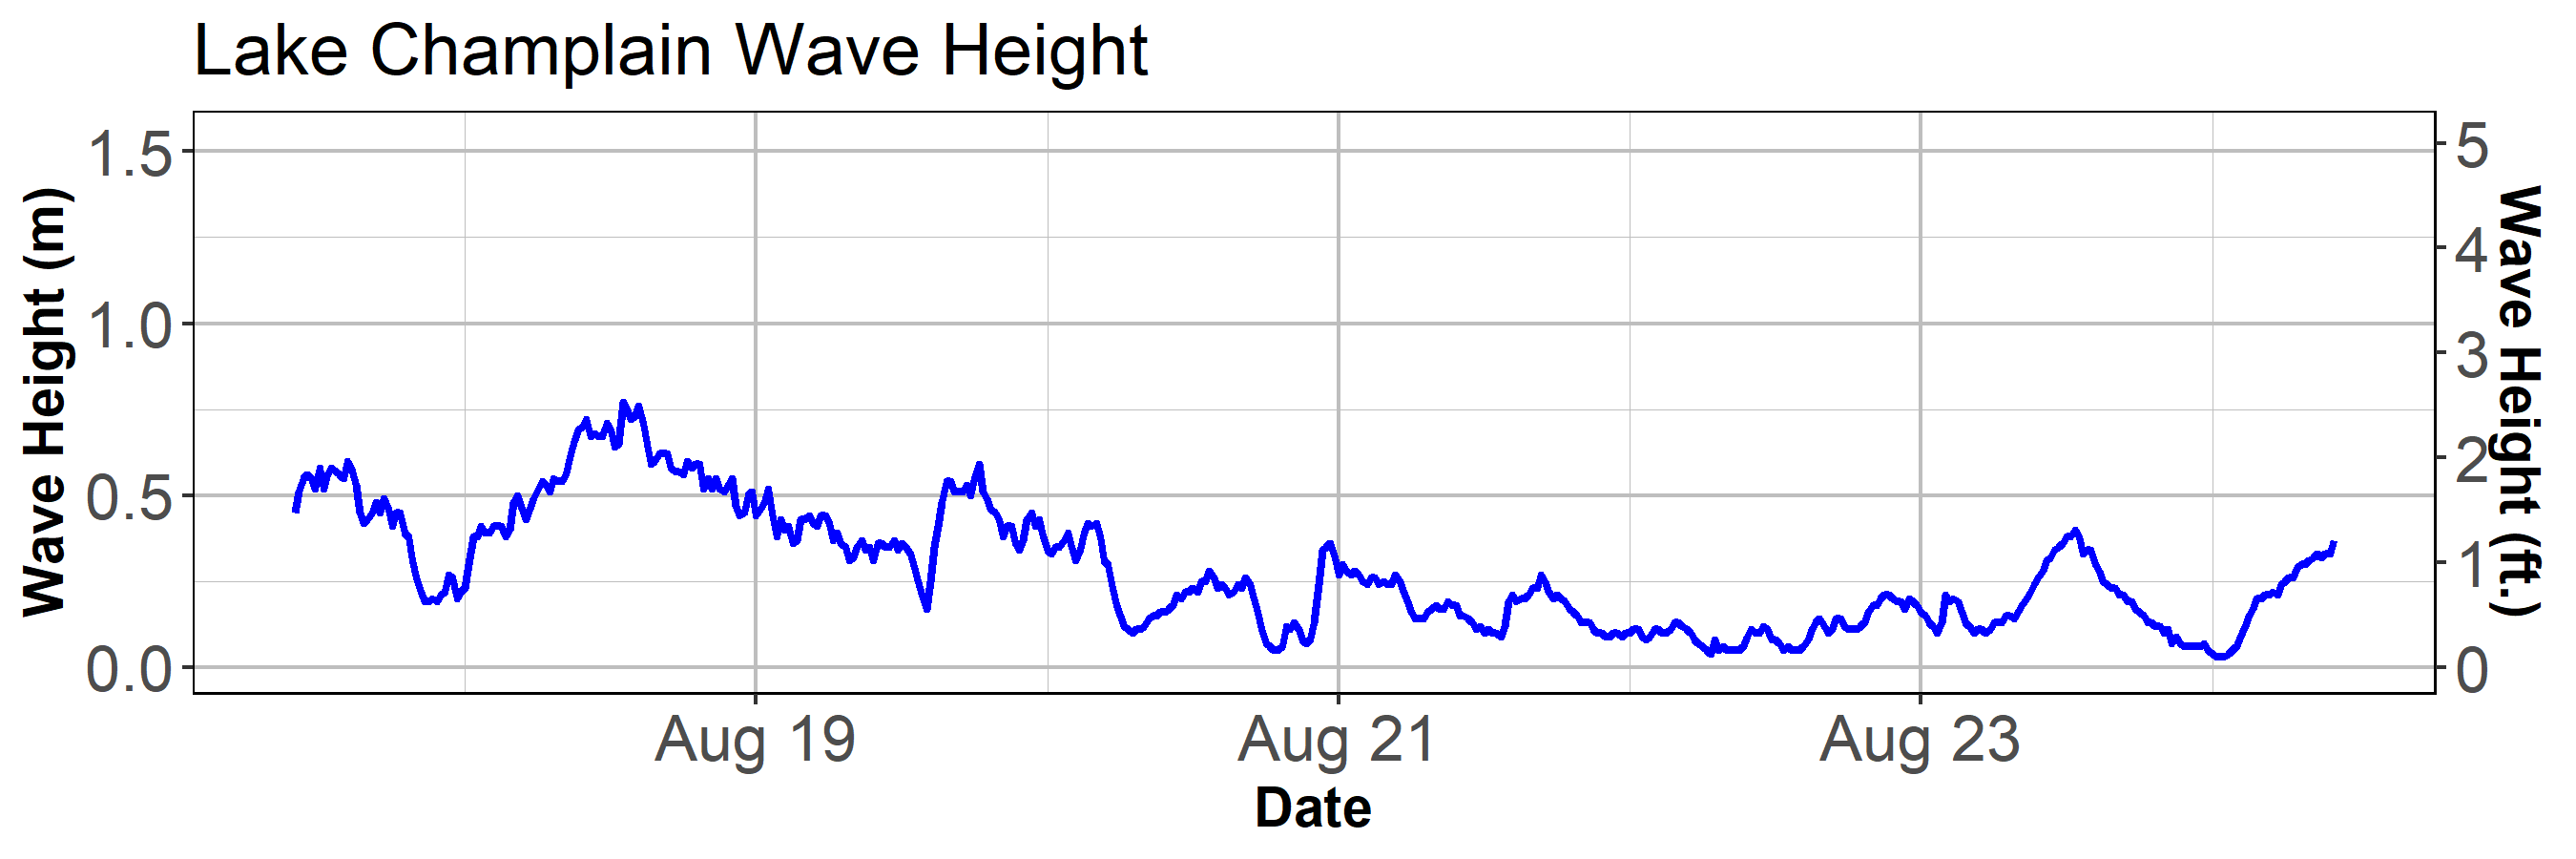 Lake Champlain Wave Height
Wave Height (m)
1.5
1.0
0.5
0.0
5
4
3
2
1
0
Wave Height (ft.)
Aug 19
Aug 21
Aug 23
Date